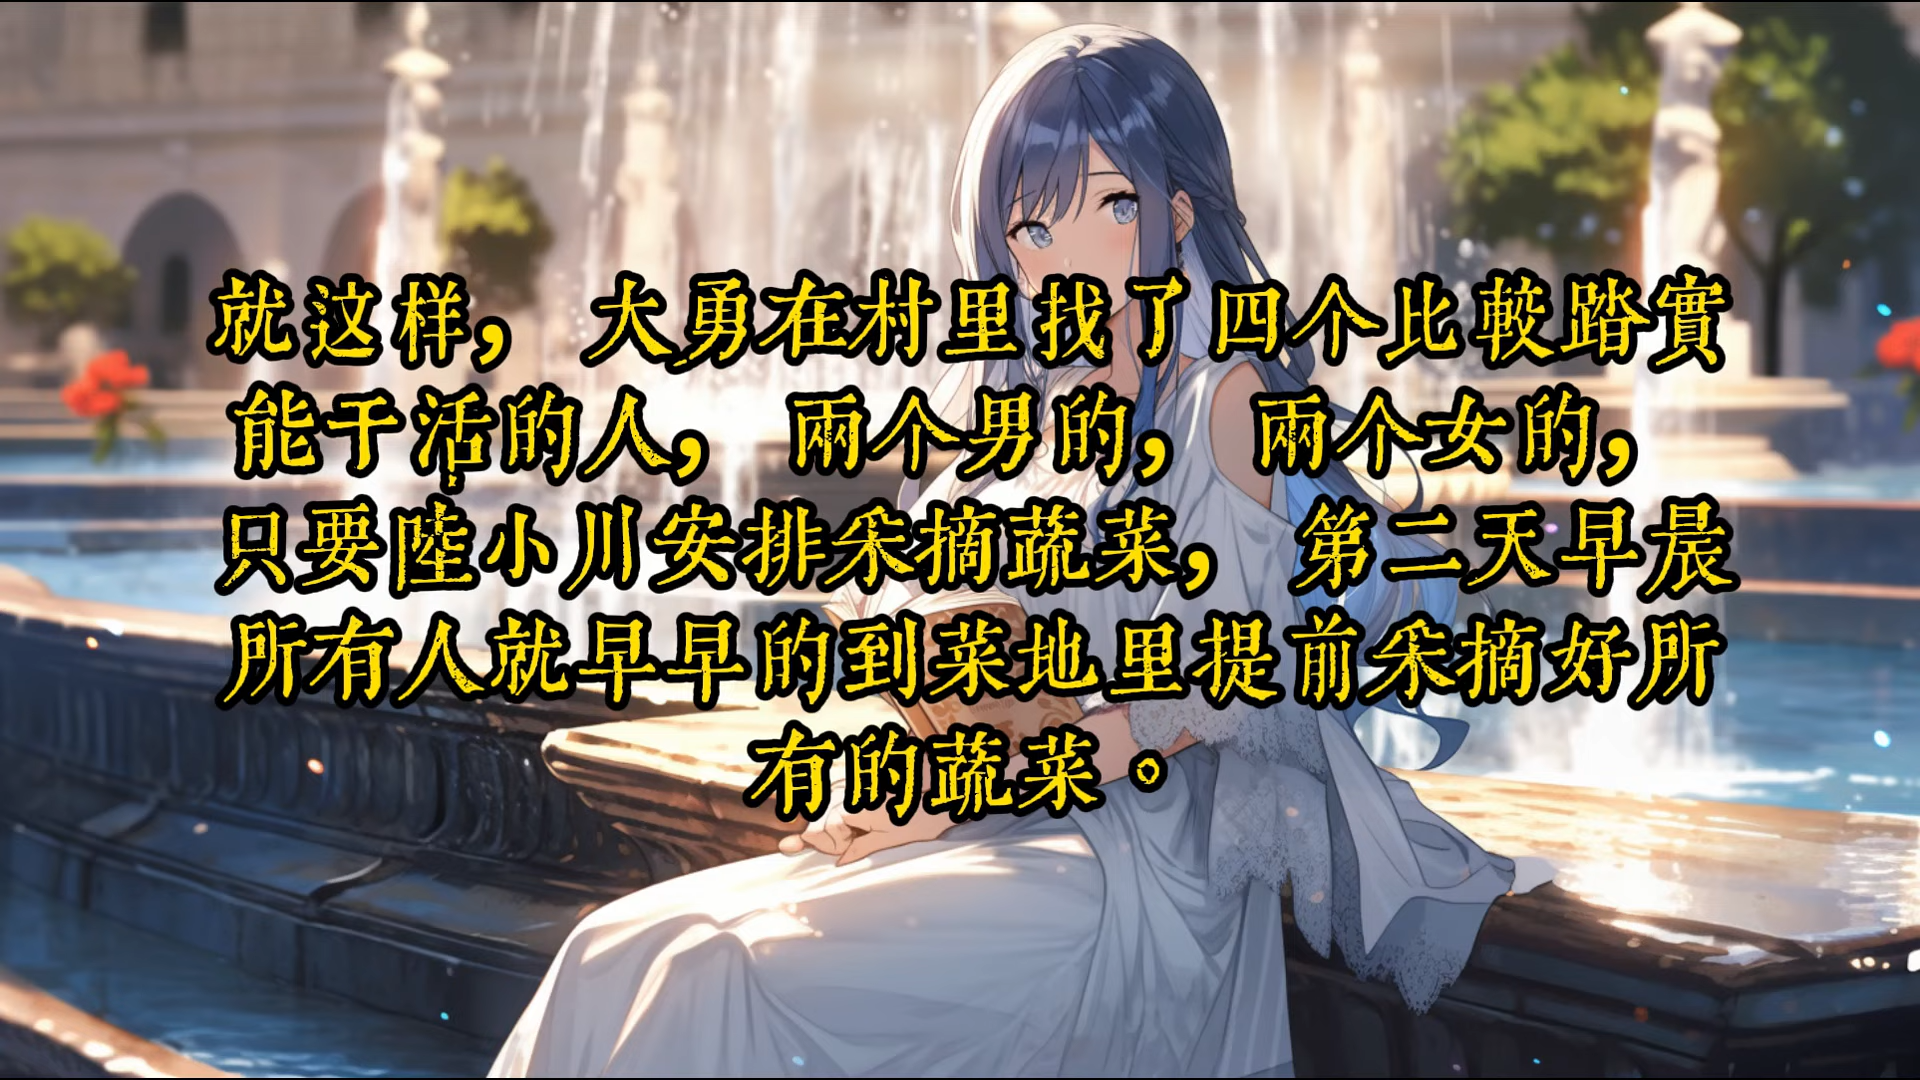 就这样，大勇在村里找了四个比較踏實
能干活的人，兩个男的，兩个女的，
只要陸小川安排采摘蔬菜，第二天早晨
所有人就早早的到菜地里提前采摘好所
有的蔬菜。